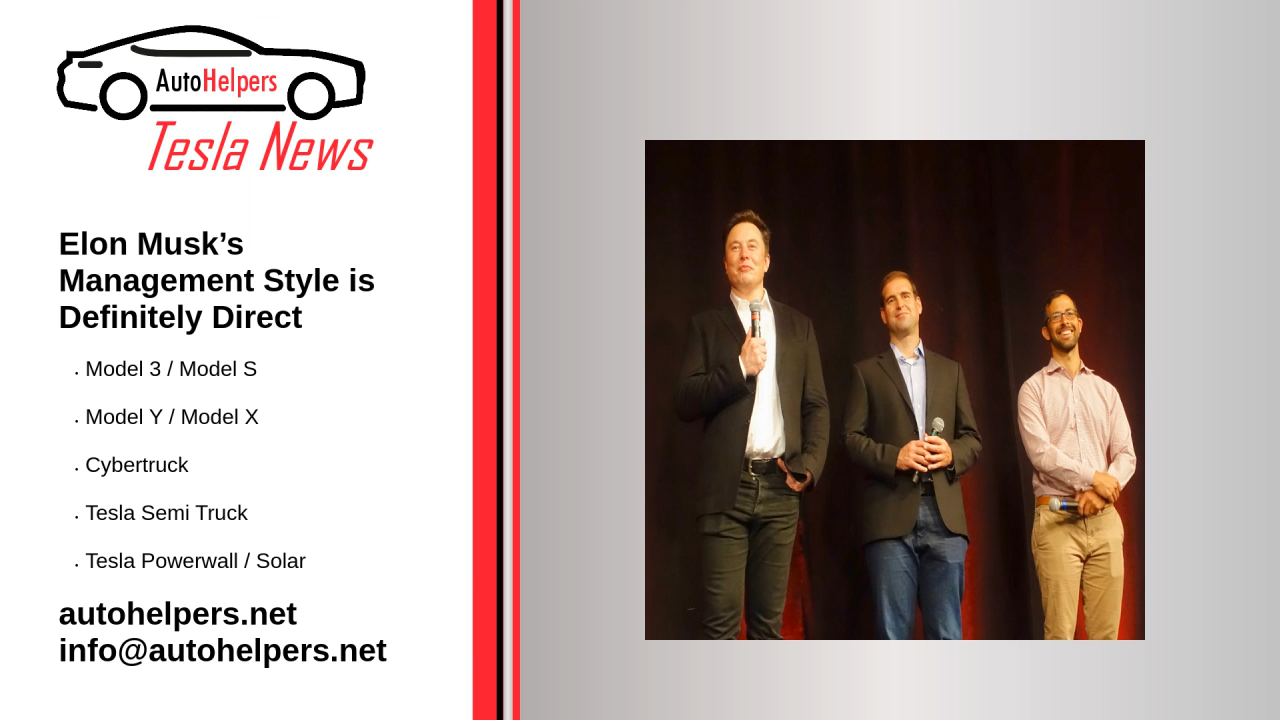 AutoHelpers
Tesla News
Elon Musk’s
Management Style is
Definitely Direct
· Model 3 / Model S
· Model Y / Model X
· Cybertruck
· Tesla Semi Truck
· Tesla Powerwall / Solar
autohelpers.net
info@autohelpers.net